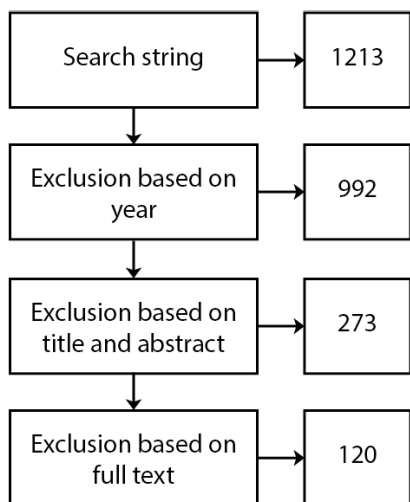 Search string
1213
Exclusion based on
year
992
Exclusion based on
title and abstract
273
Exclusion based on
full text
120